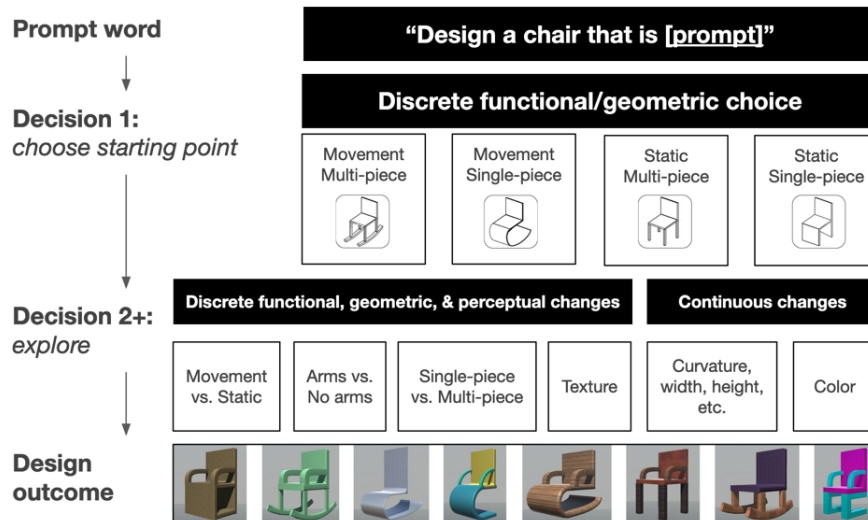 Prompt word
“Design a chair that is [prompt]”
Decision 1:
choose starting point
Discrete functional/geometric choice
Movement
Multi-piece
Movement
Single-piece
Static
Multi-piece
Static
Single-piece
Decision 2+:
explore
Discrete functional, geometric, & perceptual changes
Continuous changes
Movement
vs. Static
Arms vs.
No arms
Single-piece
vs. Multi-piece
Texture
Curvature,
width, height,
etc.
Color
Design
outcome